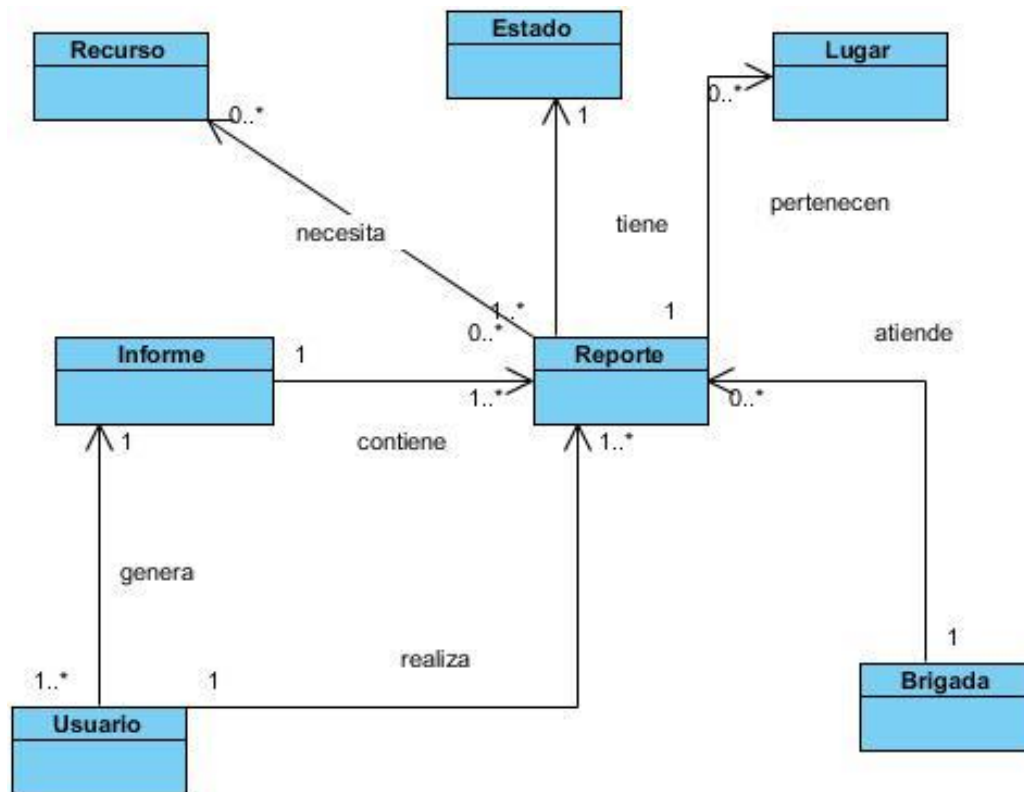 Estado
Recurso
Lugar
0..*
1
0..*
pertenecen
tiene
necesita
1..*
0..*
1
atiende
Informe
1
Reporte
1..*
0..*
1
contiene
1..*
genera
realiza
1
1..*
1
Brigada
Usuario